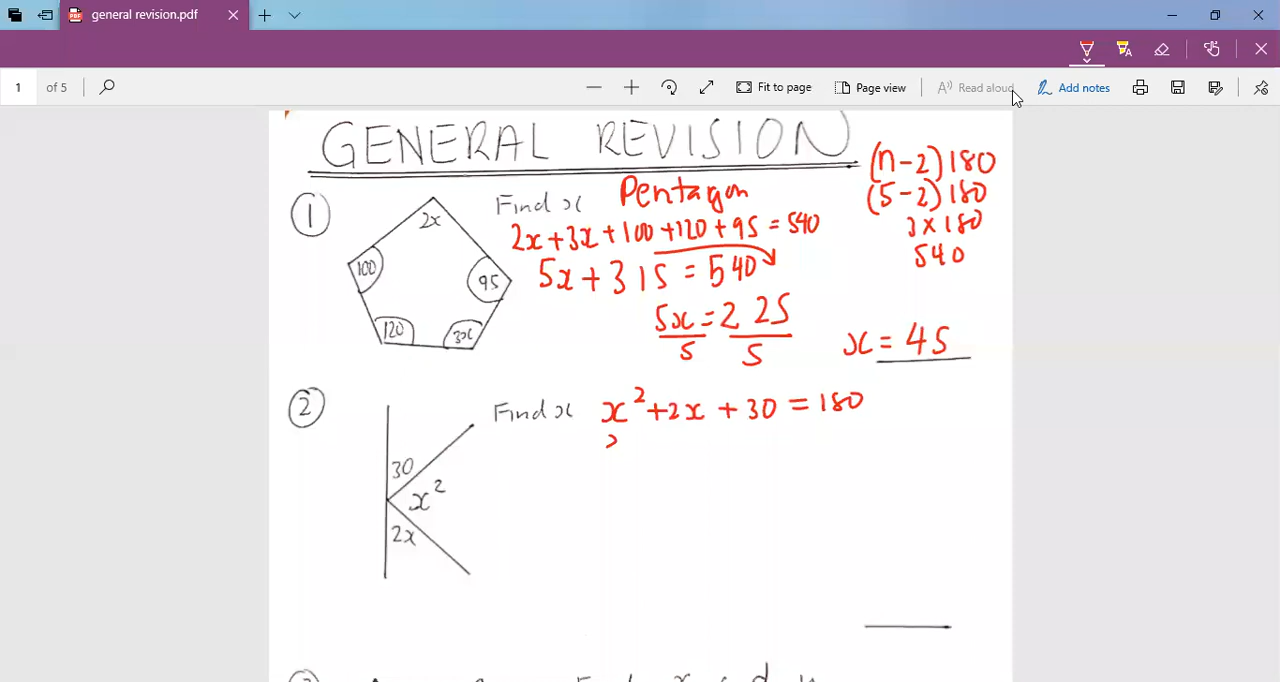 general revision.pdf
1 of 5
Fit to page
Page view
Read aloud
Add notes
GENERAL REVISION
(n-2)180
(5-2)180
3×180
540
1
Find x
Pentagon
2x+3x+100+120+95=540
5x+315=540
5x=225
5 5
x=45
2x
100
95
120
3x
2
Find x
x²+2x+30=180
30
x²
2x